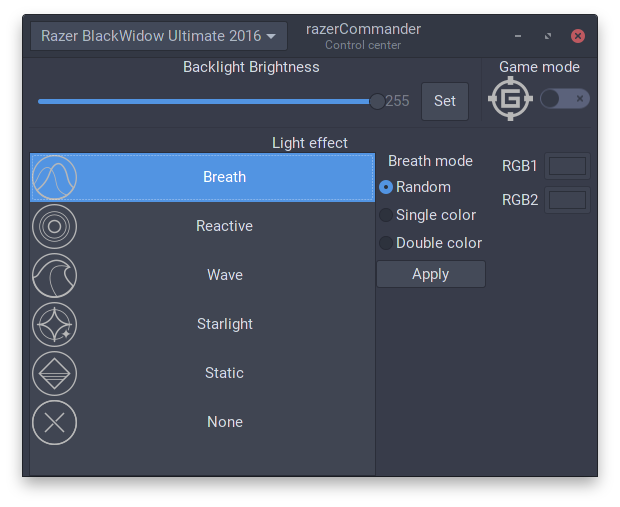 Razer BlackWidow Ultimate 2016
razerCommander
Control center
Backlight Brightness
Game mode
255
Set
Light effect
Breath
Reactive
Wave
Starlight
Static
None
Breath mode
Random
Single color
Double color
Apply
RGB1
RGB2